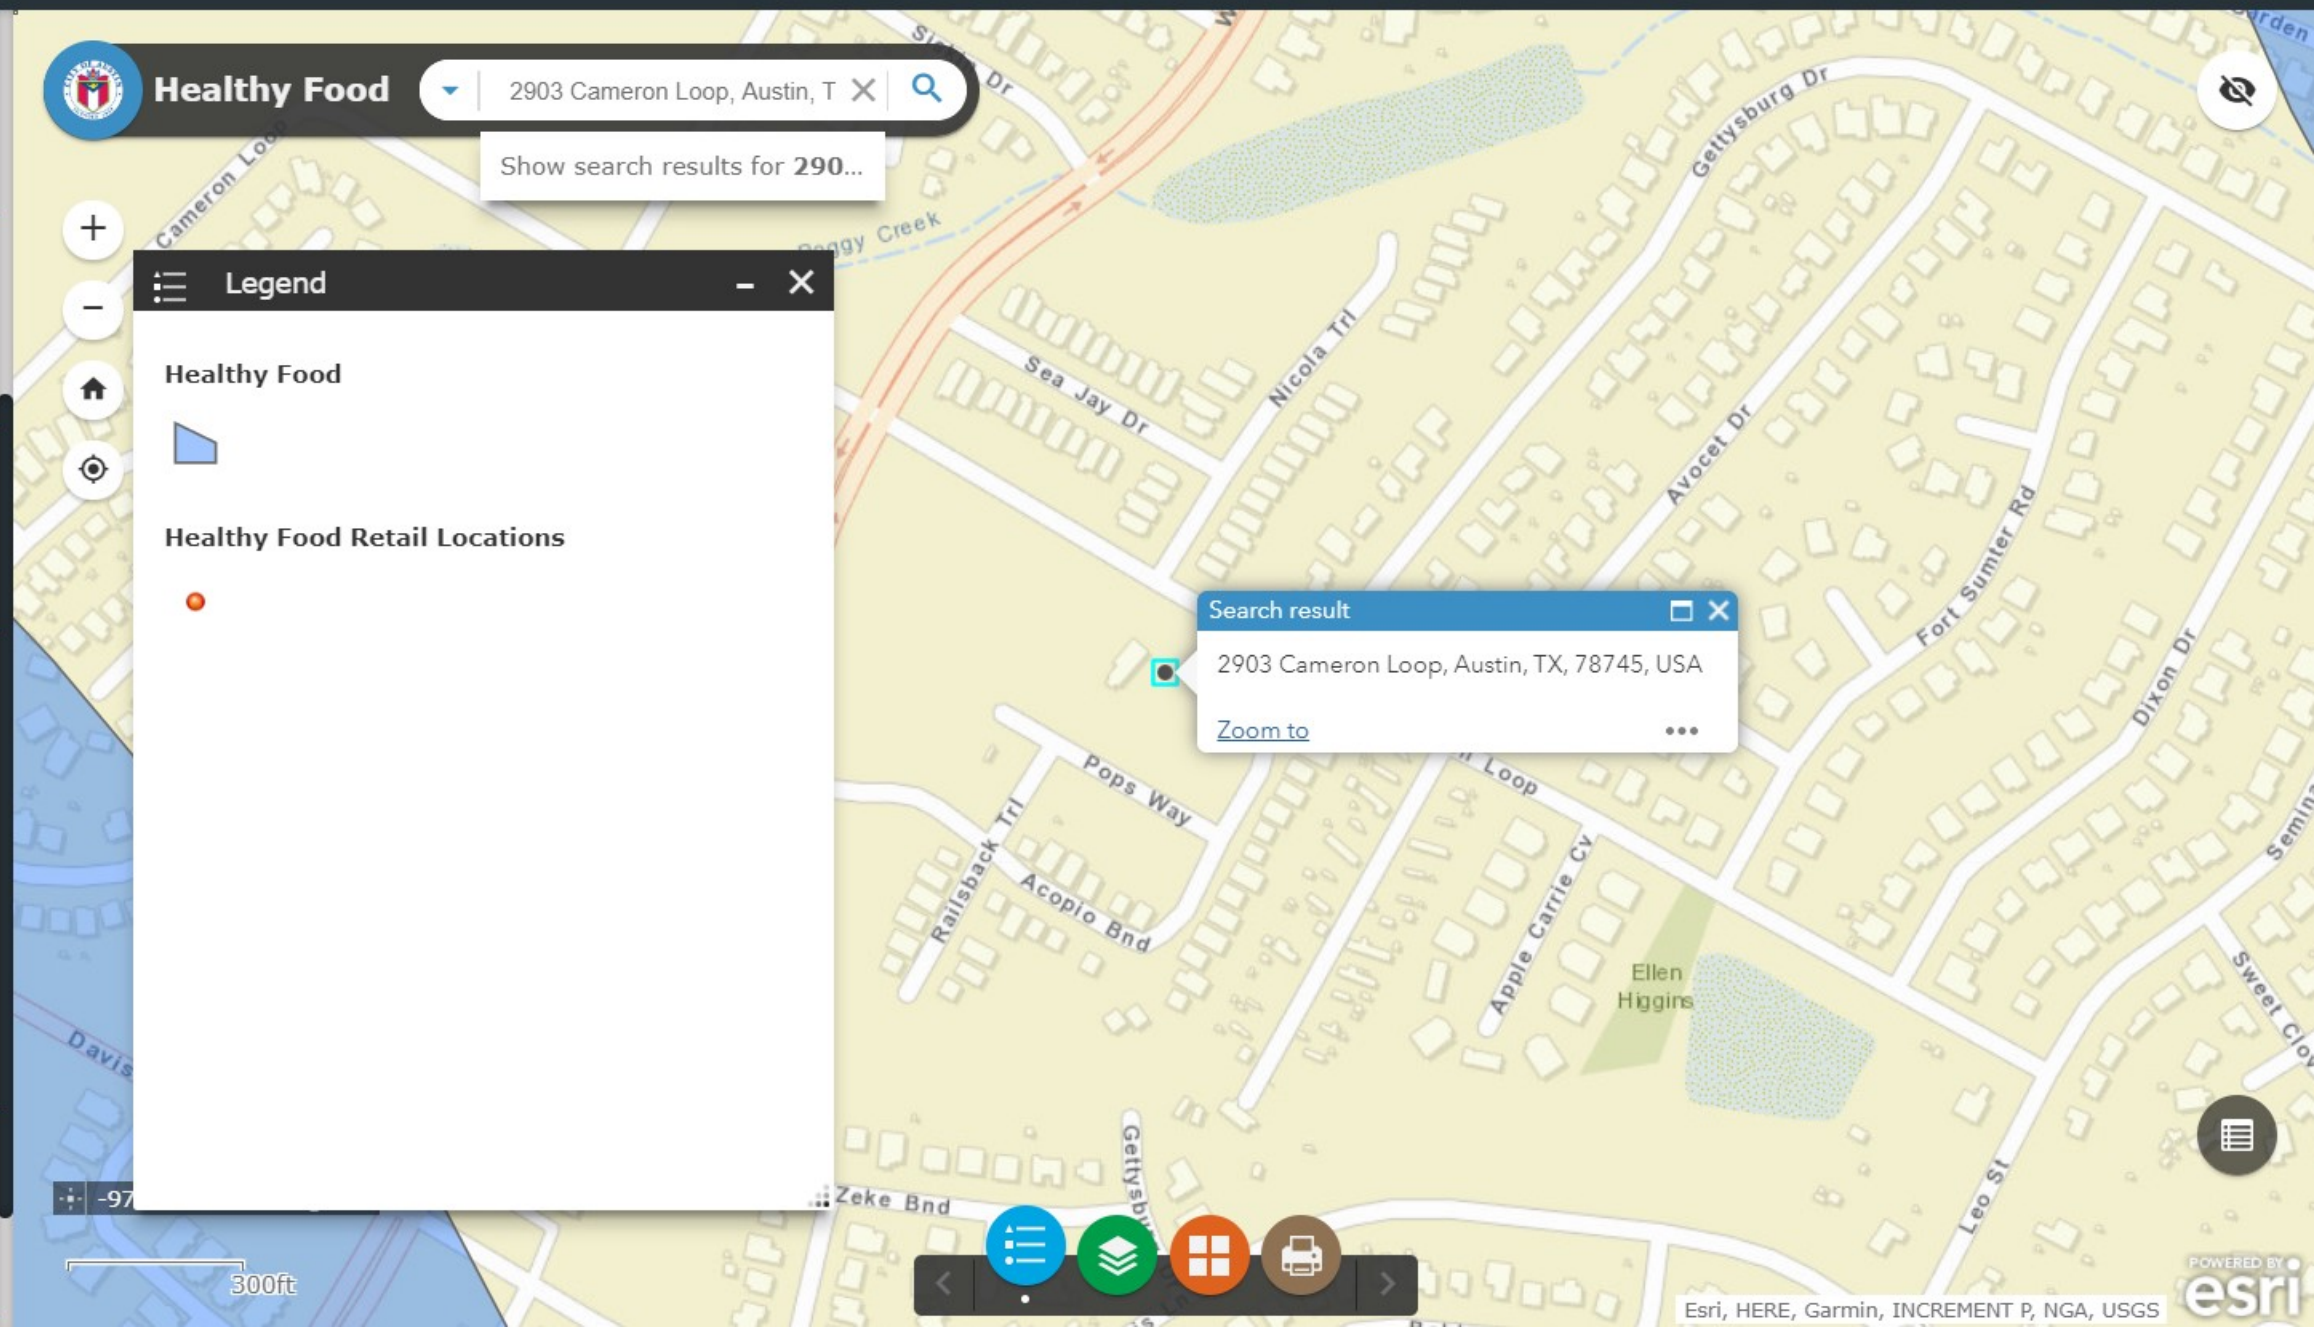 Healthy Food
2903 Cameron Loop, Austin, T
Show search results for 290...
Legend
Healthy Food
Healthy Food Retail Locations
Search result
2903 Cameron Loop, Austin, TX, 78745, USA
Zoom to
Cameron Loop
Dr
Creek
Gettysburg Dr
Sea Jay Dr
Nicola Trl
Avocet Dr
Fort Sumter Rd
Dixon Dr
Loop
Pops Way
Railsback Trl
Acopio Bnd
Apple Carrie Cv
Ellen
Higgins
Sweet
Davis
Zeke Bnd
Leo St
-97
300ft
POWERED BY
esri
Esri, HERE, Garmin, INCREMENT P, NGA, USGS